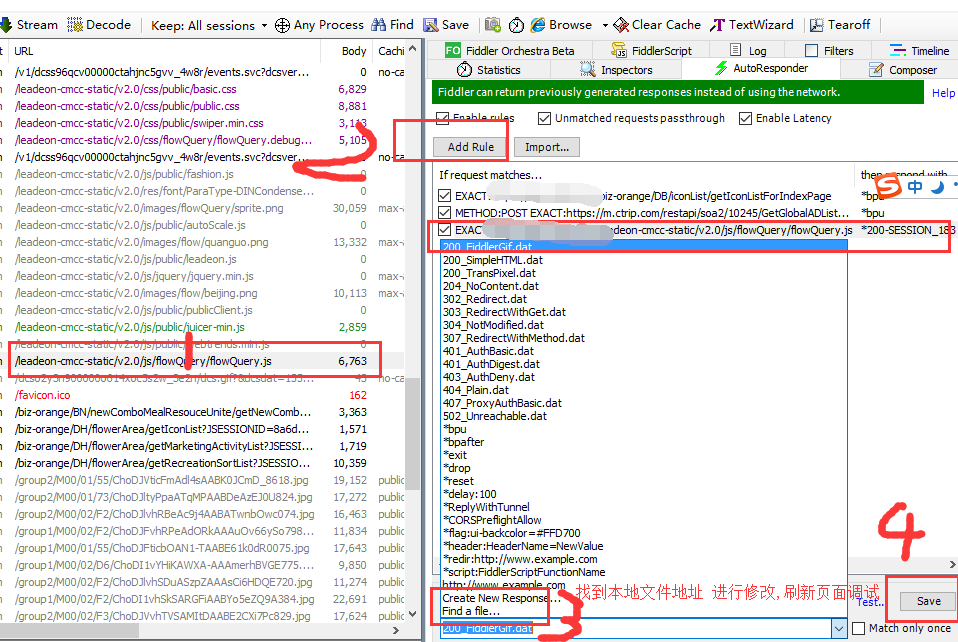 Stream Decode Keep: All sessions Any Process Find Save Browse Clear Cache TextWizard Tearoff
URL Body Cachi
/v1/dcss96qcv00000ctahjnc5gvv_4w8r/events.svc?dcsver... 0 no-ca
/leadeon-cmcc-static/v2.0/css/public/basic.css 6,829
/leadeon-cmcc-static/v2.0/css/public/public.css 8,881
/leadeon-cmcc-static/v2.0/css/public/swiper.min.css 3,113
/leadeon-cmcc-static/v2.0/css/flowQuery/flowQuery.debug... 5,105
/v1/dcss96qcv00000ctahjnc5gvv_4w8r/events.svc?dcsver... 0 no-ca
/leadeon-cmcc-static/v2.0/js/public/fashion.js 0
/leadeon-cmcc-static/v2.0/res/font/ParaType-DINCondense... 0
/leadeon-cmcc-static/v2.0/images/flowQuery/sprite.png 30,059 max-a
/leadeon-cmcc-static/v2.0/js/public/autoScale.js 0
/leadeon-cmcc-static/v2.0/images/flow/quanguo.png 13,332 max-a
/leadeon-cmcc-static/v2.0/js/public/leadeon.js 0
/leadeon-cmcc-static/v2.0/js/jquery/jquery.min.js 0
/leadeon-cmcc-static/v2.0/images/flow/beijing.png 10,113 max-a
/leadeon-cmcc-static/v2.0/js/public/publicClient.js 0
/leadeon-cmcc-static/v2.0/js/public/juicer-min.js 2,859
/leadeon-cmcc-static/v2.0/js/public/webtrends.min.js 0
/leadeon-cmcc-static/v2.0/js/flowQuery/flowQuery.js 6,763
43 no-ca
/favicon.ico 162
/biz-orange/BN/newComboMealResouceUnite/getNewComb... 3,363
/biz-orange/DH/flowerArea/getIconList?JSESSIONID=8a6d... 1,571
/biz-orange/DH/flowerArea/getMarketingActivityList?JSESSI... 1,719
/biz-orange/DH/flowerArea/getRecreationSortList?JSESSIO... 10,359
/group2/M00/01/55/ChoDJVticFmAdl4sAABK0JCmD_8618.jpg 19,152 public
/group2/M00/01/73/ChoDJltyPpaATqMPAABDeAzEJ0U824.jpg 17,272 public
/group2/M00/02/F2/ChoDJlvhRBeAc9j4AABATwnbOwc074.jpg 16,463 public
/group2/M00/02/F2/ChoDJFvhRPeAdORkAAAuOv66ySo798... 11,834 public
/group2/M00/01/55/ChoDJFticbOAN1-TAABE61k0dR0075.jpg 17,643 public
/group1/M00/02/D6/ChoDI1vYHiKAWXA-AAAmerhBVGE775... 9,850 public
/group2/M00/02/F2/ChoDJlvhSDuASzpZAAAsCi6HDQE720.jpg 11,274 public
/group1/M00/02/F2/ChoDI1vhSkSARGFiAABYo5eZQ9A384.jpg 22,691 public
/group2/M00/02/F3/ChoDJVvhTVSAMItDAABE2CXi7Pc829.jpg 17,624 public
FO Fiddler Orchestra Beta FiddlerScript Log Filters Timeline
Statistics Inspectors AutoResponder Composer
Fiddler can return previously generated responses instead of using the network. Help
Enable rules Unmatched requests passthrough Enable Latency
Add Rule Import...
If request matches... then respond with
中
EXACT: biz-orange/DB/iconList/getIconListForIndexPage *bpu
METHOD:POST EXACT:https://m.ctrip.com/restapi/soa2/10245/GetGlobalADList... *bpu
EXAC leadeon-cmcc-static/v2.0/js/flowQuery/flowQuery.js *200-SESSION_183
200_FiddlerGif.dat
200_SimpleHTML.dat
200_TransPixel.dat
204_NoContent.dat
302_Redirect.dat
303_RedirectWithGet.dat
304_NotModified.dat
307_RedirectWithMethod.dat
401_AuthBasic.dat
401_AuthDigest.dat
403_AuthDeny.dat
404_Plain.dat
407_ProxyAuthBasic.dat
502_Unreachable.dat
*bpu
*bpafter
*exit
*drop
*reset
*delay:100
*ReplyWithTunnel
*CORSPreflightAllow
*flag:ui-backcolor=#FFD700
*header:HeaderName=NewValue
*redir:http://www.example.com
*script:FiddlerScriptFunctionName
http://www.example.com
Create New Response...
Find a file...
200_FiddlerGif.dat
找到本地文件地址 进行修改,刷新页面调试
Test... Save
Match only once
1
2
3
4